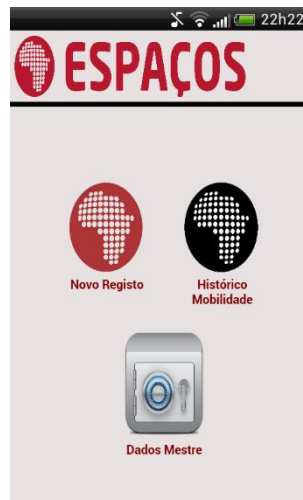 22h22
ESPAÇOS
Novo Registo
Histórico
Mobilidade
Dados Mestre